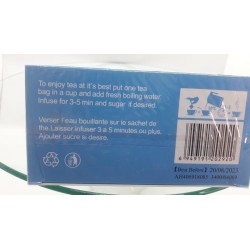 To enjoy tea at it's best put one tea
bag in a cup and add fresh boiling water
Infuse for 3-5 min and sugar if desired.
Verser l'eau bouillante sur le sachet de
the Laisser infuser 3 a 5 minutes ou plus.
Ajouter sucre si desire.